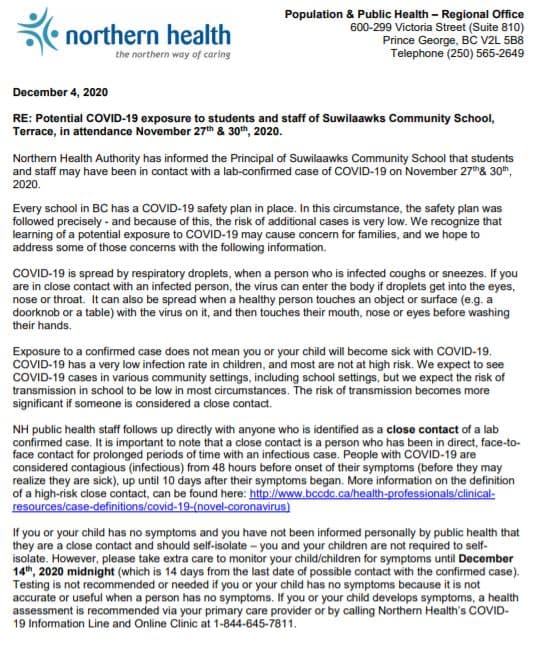 northern health
the northern way of caring
Population & Public Health – Regional Office
600-299 Victoria Street (Suite 810)
Prince George, BC V2L 5B8
Telephone (250) 565-2649
December 4, 2020
RE: Potential COVID-19 exposure to students and staff of Suwilaawks Community School,
Terrace, in attendance November 27th & 30th, 2020.
Northern Health Authority has informed the Principal of Suwilaawks Community School that students
and staff may have been in contact with a lab-confirmed case of COVID-19 on November 27th& 30th,
2020.
Every school in BC has a COVID-19 safety plan in place. In this circumstance, the safety plan was
followed precisely - and because of this, the risk of additional cases is very low. We recognize that
learning of a potential exposure to COVID-19 may cause concern for families, and we hope to
address some of those concerns with the following information.
COVID-19 is spread by respiratory droplets, when a person who is infected coughs or sneezes. If you
are in close contact with an infected person, the virus can enter the body if droplets get into the eyes,
nose or throat. It can also be spread when a healthy person touches an object or surface (e.g. a
doorknob or a table) with the virus on it, and then touches their mouth, nose or eyes before washing
their hands.
Exposure to a confirmed case does not mean you or your child will become sick with COVID-19.
COVID-19 has a very low infection rate in children, and most are not at high risk. We expect to see
COVID-19 cases in various community settings, including school settings, but we expect the risk of
transmission in school to be low in most circumstances. The risk of transmission becomes more
significant if someone is considered a close contact.
NH public health staff follows up directly with anyone who is identified as a close contact of a lab
confirmed case. It is important to note that a close contact is a person who has been in direct, face-to-
face contact for prolonged periods of time with an infectious case. People with COVID-19 are
considered contagious (infectious) from 48 hours before onset of their symptoms (before they may
realize they are sick), up until 10 days after their symptoms began. More information on the definition
of a high-risk close contact, can be found here: http://www.bccdc.ca/health-professionals/clinical-
resources/case-definitions/covid-19-(novel-coronavirus)
If you or your child has no symptoms and you have not been informed personally by public health that
they are a close contact and should self-isolate – you and your children are not required to self-
isolate. However, please take extra care to monitor your child/children for symptoms until December
14th, 2020 midnight (which is 14 days from the last date of possible contact with the confirmed case).
Testing is not recommended or needed if you or your child has no symptoms because it is not
accurate or useful when a person has no symptoms. If you or your child develops symptoms, a health
assessment is recommended via your primary care provider or by calling Northern Health's COVID-
19 Information Line and Online Clinic at 1-844-645-7811.